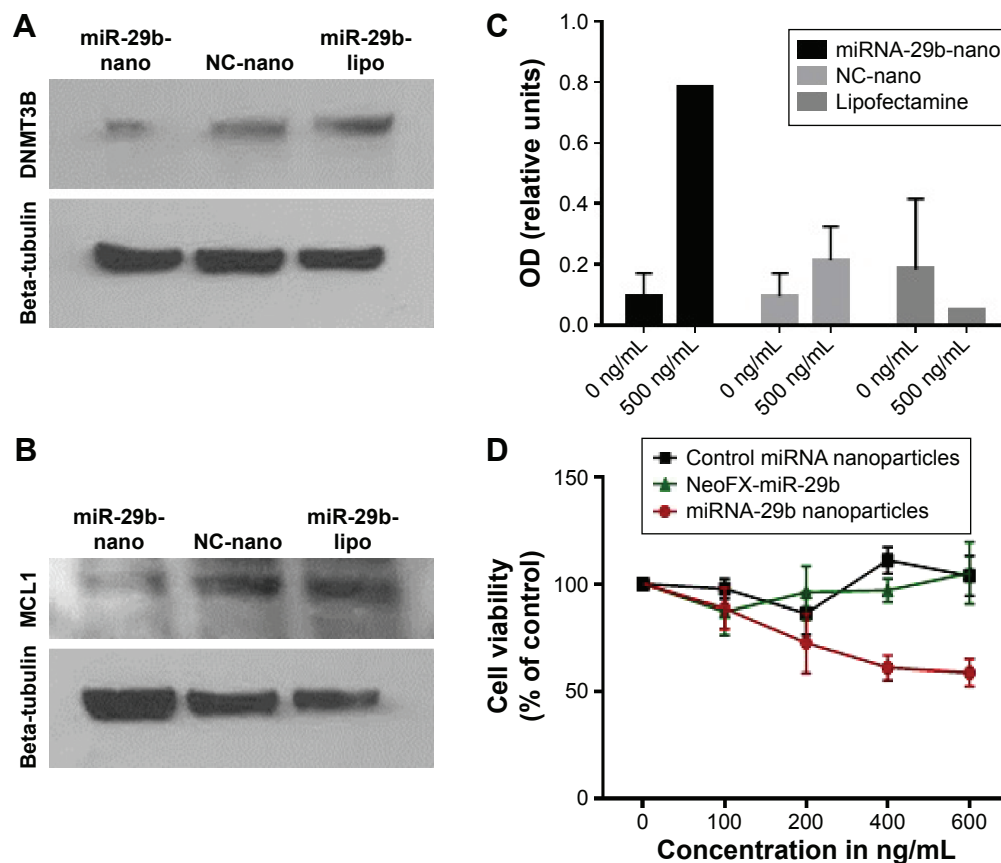 A
miR-29b-
nano
NC-nano
miR-29b-
lipo
DNMT3B
Beta-tubulin
B
miR-29b-
nano
NC-nano
miR-29b-
lipo
MCL1
Beta-tubulin
C
miRNA-29b-nano
NC-nano
Lipofectamine
OD (relative units)
1.0
0.8
0.6
0.4
0.2
0.0
0 ng/mL
500 ng/mL
0 ng/mL
500 ng/mL
0 ng/mL
500 ng/mL
D
Control miRNA nanoparticles
NeoFX-miR-29b
miRNA-29b nanoparticles
Cell viability
(% of control)
150
100
50
0
0
100
200
400
600
Concentration in ng/mL